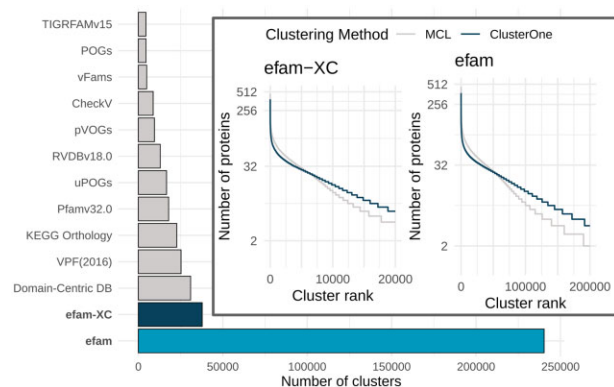 TIGRFAMv15
POGs
vFams
CheckV
pVOGs
RVDBv18.0
uPOGs
Pfamv32.0
KEGG Orthology
VPF(2016)
Domain-Centric DB
efam-XC
efam
0 50000 100000 150000 200000 250000
Number of clusters
Clustering Method MCL ClusterOne
efam−XC
Number of proteins
512
256
32
2
0 10000 20000
Cluster rank
efam
Number of proteins
512
256
32
2
0 100000 200000
Cluster rank